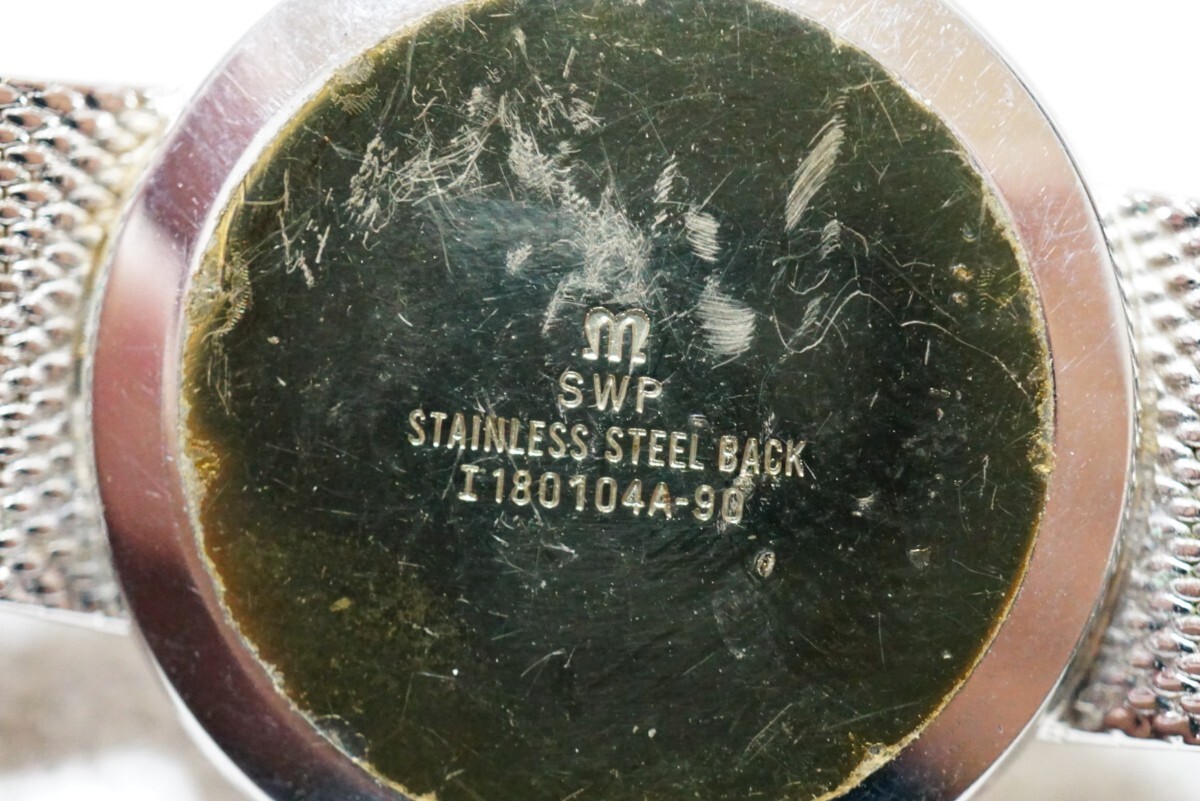 m
SWP
STAINLESS STEEL BACK
I180104A-90